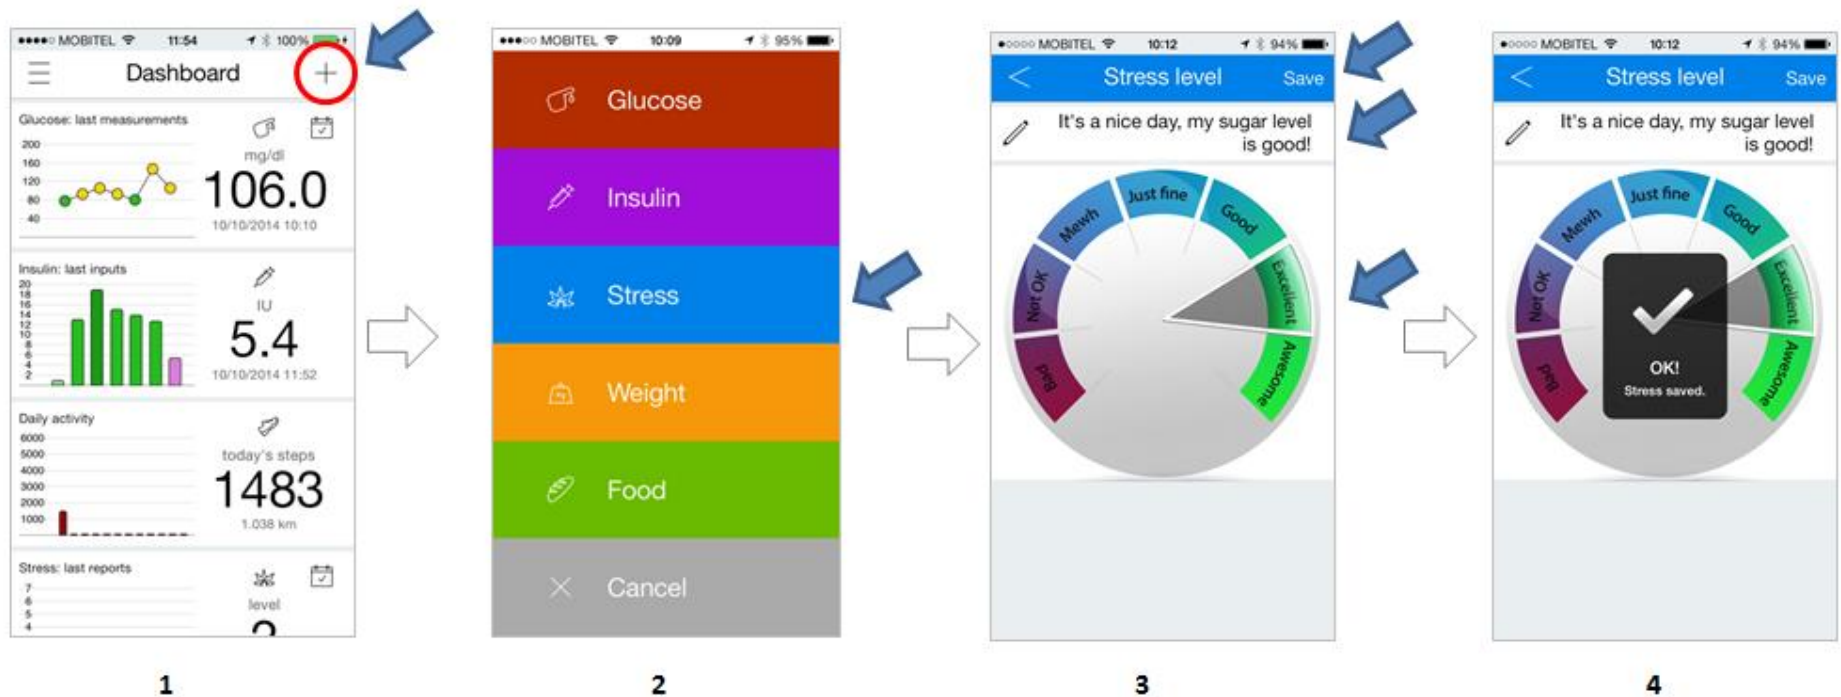 MOBITEL 11:54 100%
Dashboard
Glucose: last measurements
200
160
120
80
40
mg/dl
106.0
10/10/2014 10:10
Insulin: last inputs
20
18
16
14
12
10
8
6
4
2
IU
5.4
10/10/2014 11:52
Daily activity
6000
5000
4000
3000
2000
1000
today's steps
1483
1.038 km
Stress: last reports
7
6
5
4
level
1
MOBITEL 10:09 95%
Glucose
Insulin
Stress
Weight
Food
Cancel
2
MOBITEL 10:12 94%
Stress level Save
It's a nice day, my sugar level
is good!
Bad
Not OK
Mewh
Just fine
Good
Excellent
Awesome
3
MOBITEL 10:12 94%
Stress level Save
It's a nice day, my sugar level
is good!
Bad
Not OK
Mewh
Just fine
Good
Excellent
Awesome
OK!
Stress saved.
4